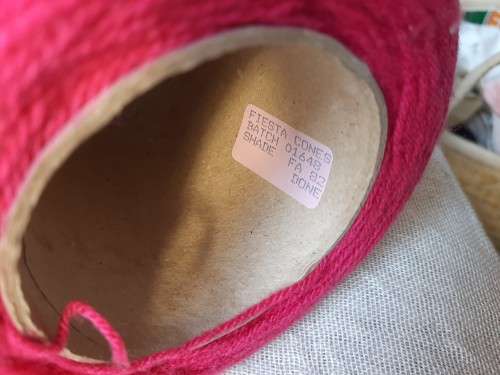 FIESTA CONES
BATCH 01648
SHADE FA 82
DONE